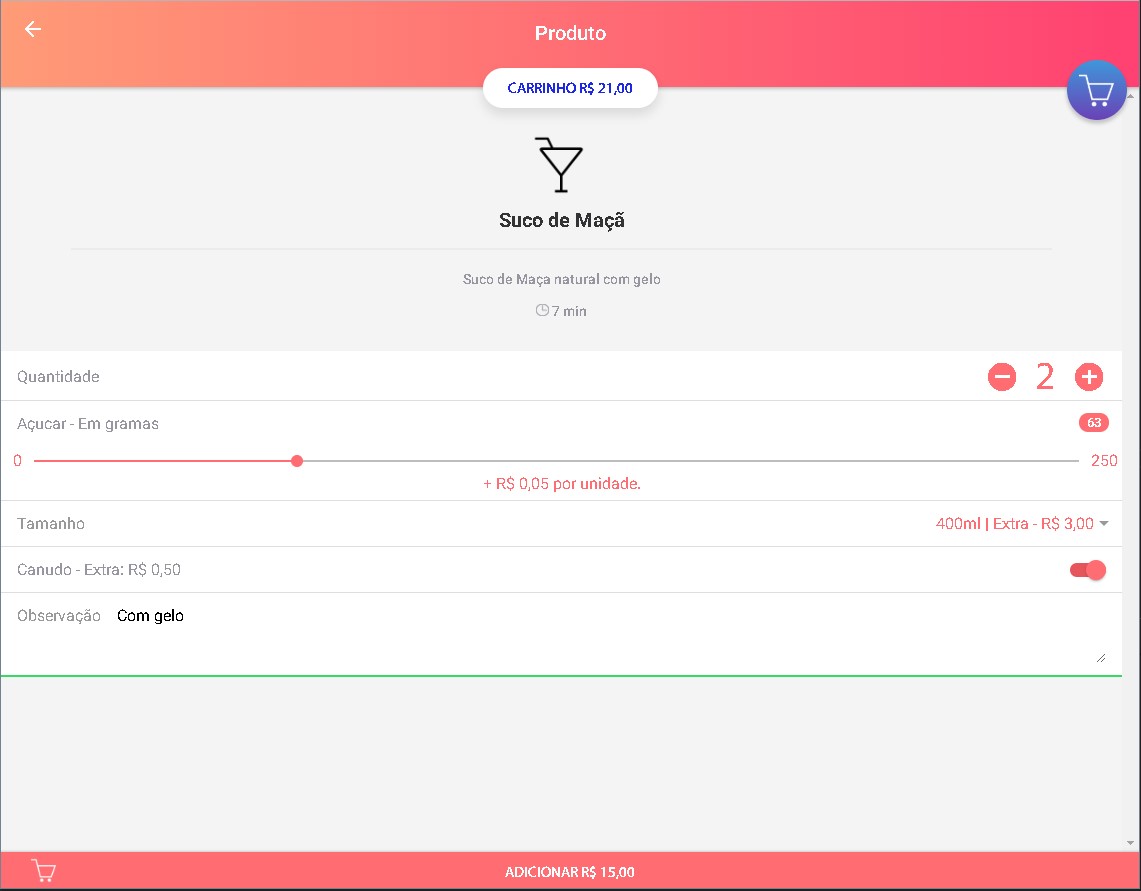 Produto
CARRINHO R$ 21,00
Suco de Maçã
Suco de Maça natural com gelo
7 min
Quantidade 2
Açucar - Em gramas 63
0 250
+ R$ 0,05 por unidade.
Tamanho 400ml | Extra - R$ 3,00
Canudo - Extra: R$ 0,50
Observação Com gelo
ADICIONAR R$ 15,00